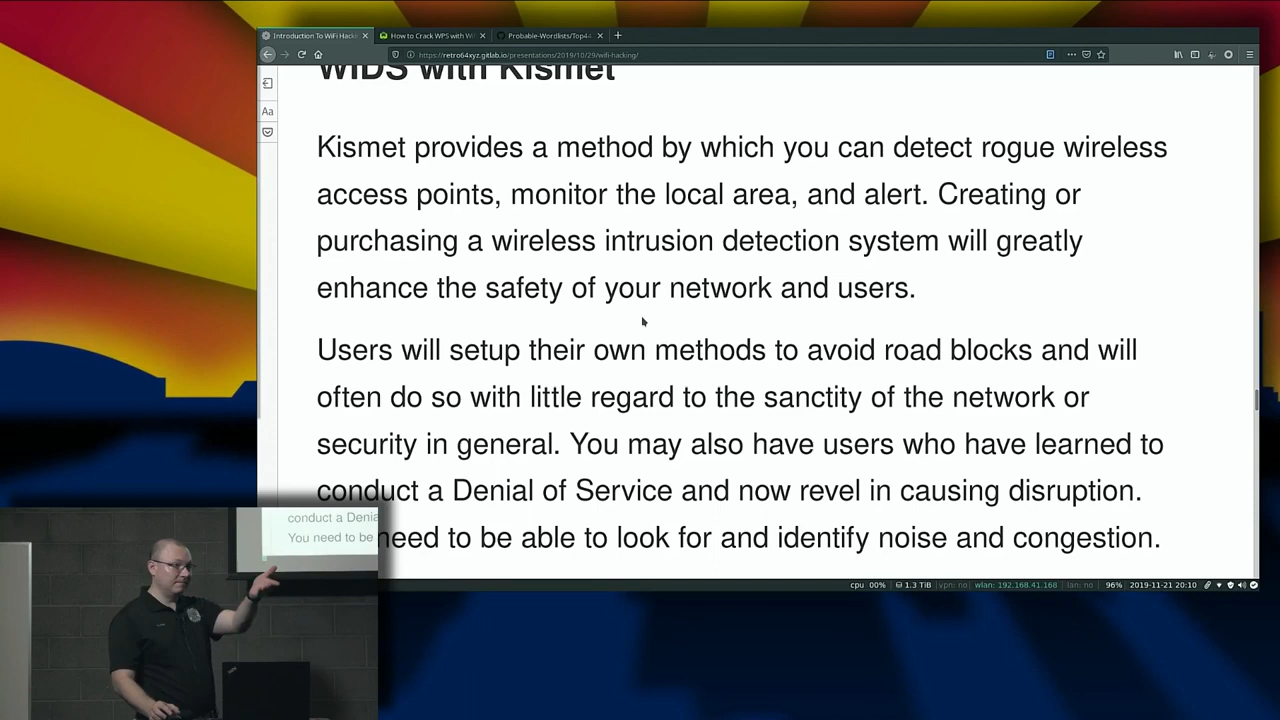 Introduction To WiFi Hack
How to Crack WPS with Wi
Probable-Wordlists/Top44
https://retro64xyz.gitlab.io/presentations/2019/10/29/wifi-hacking/
Aa
WIDS with Kismet
Kismet provides a method by which you can detect rogue wireless
access points, monitor the local area, and alert. Creating or
purchasing a wireless intrusion detection system will greatly
enhance the safety of your network and users.
Users will setup their own methods to avoid road blocks and will
often do so with little regard to the sanctity of the network or
security in general. You may also have users who have learned to
conduct a Denial of Service and now revel in causing disruption.
need to be able to look for and identify noise and congestion.
conduct a Denia
You need to be
cpu 00% 1.3 TiB vpn: no wlan: 192.168.41.168 lan: no 96% 2019-11-21 20:10